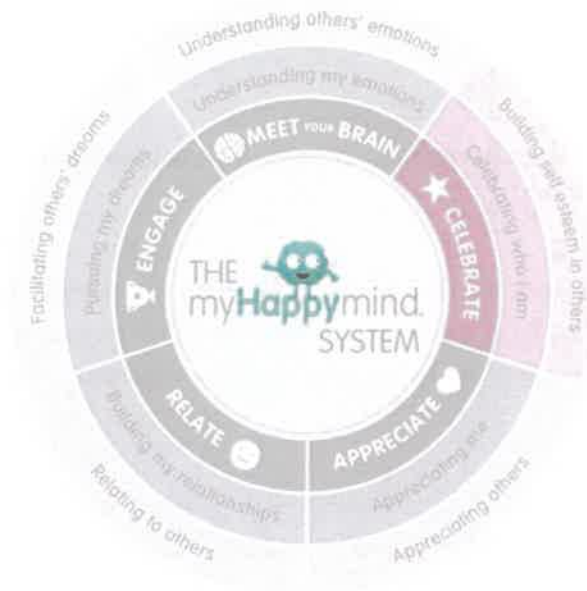 Understanding others' emotions
Understanding my emotions
MEET YOUR BRAIN
Building self esteem in others
Celebrating who I am
CELEBRATE
Appreciating others
Appreciating me
APPRECIATE
Relating to others
Building my relationships
RELATE
Facilitating others' dreams
Pursuing my dreams
ENGAGE
THE
myHappymind.
SYSTEM